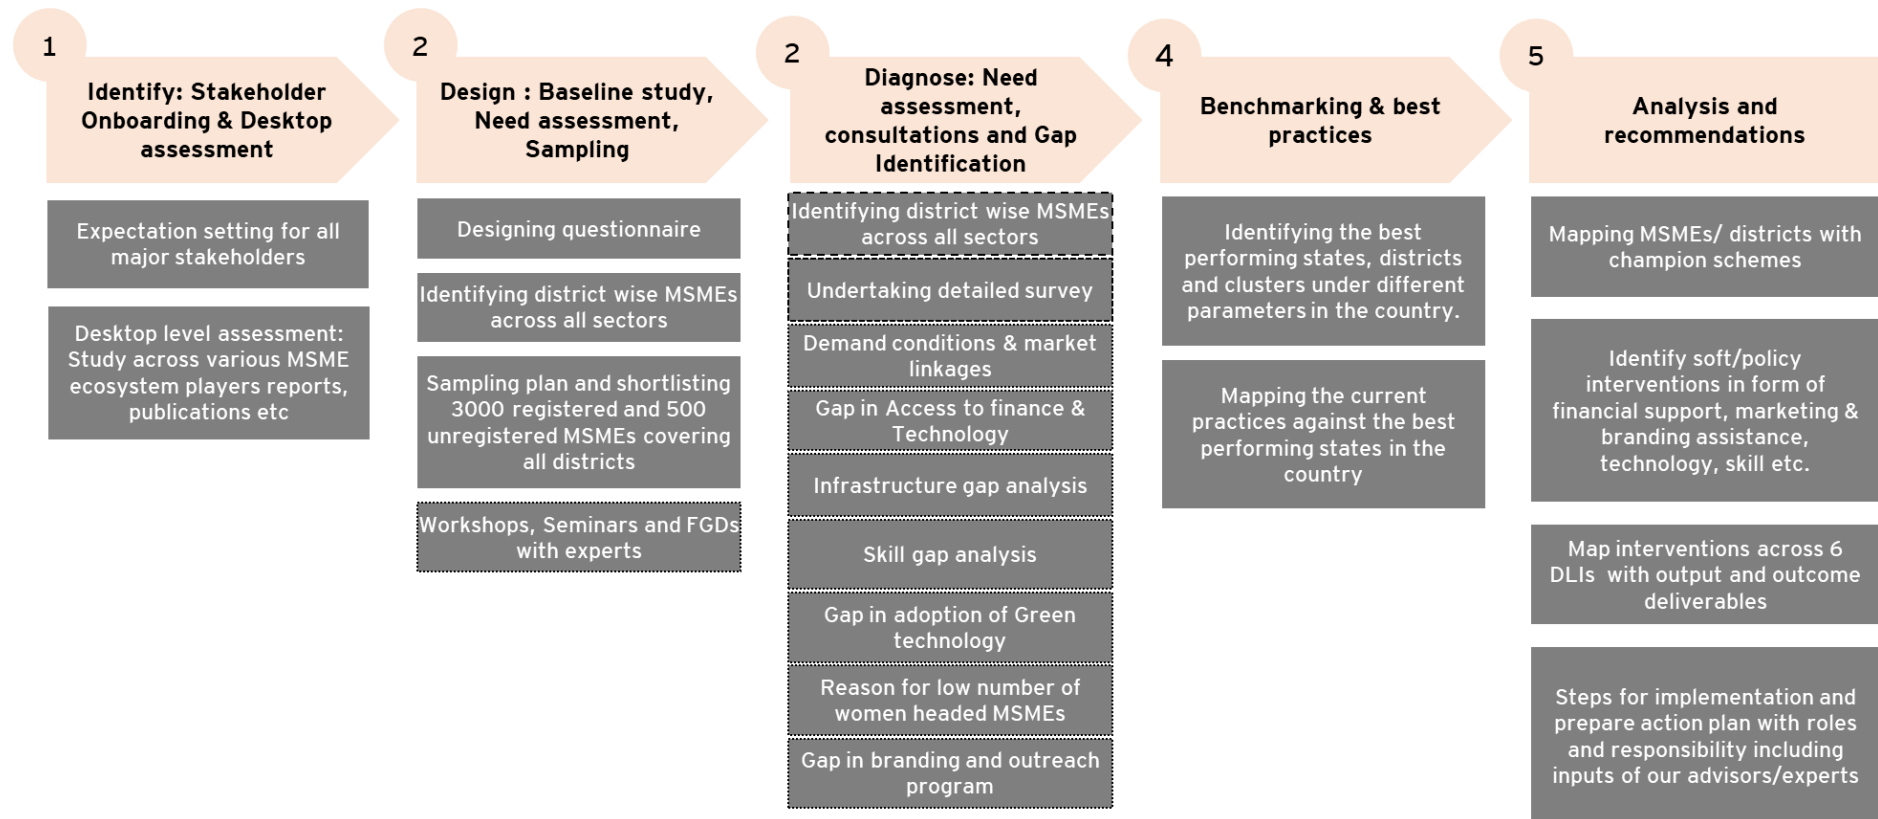 1
Identify: Stakeholder
Onboarding & Desktop
assessment
Expectation setting for all
major stakeholders
Desktop level assessment:
Study across various MSME
ecosystem players reports,
publications etc
2
Design : Baseline study,
Need assessment,
Sampling
Designing questionnaire
Identifying district wise MSMEs
across all sectors
Sampling plan and shortlisting
3000 registered and 500
unregistered MSMEs covering
all districts
Workshops, Seminars and FGDs
with experts
2
Diagnose: Need
assessment,
consultations and Gap
Identification
Identifying district wise MSMEs
across all sectors
Undertaking detailed survey
Demand conditions & market
linkages
Gap in Access to finance &
Technology
Infrastructure gap analysis
Skill gap analysis
Gap in adoption of Green
technology
Reason for low number of
women headed MSMEs
Gap in branding and outreach
program
4
Benchmarking & best
practices
Identifying the best
performing states, districts
and clusters under different
parameters in the country.
Mapping the current
practices against the best
performing states in the
country
5
Analysis and
recommendations
Mapping MSMEs/ districts with
champion schemes
Identify soft/policy
interventions in form of
financial support, marketing &
branding assistance,
technology, skill etc.
Map interventions across 6
DLIs with output and outcome
deliverables
Steps for implementation and
prepare action plan with roles
and responsibility including
inputs of our advisors/experts